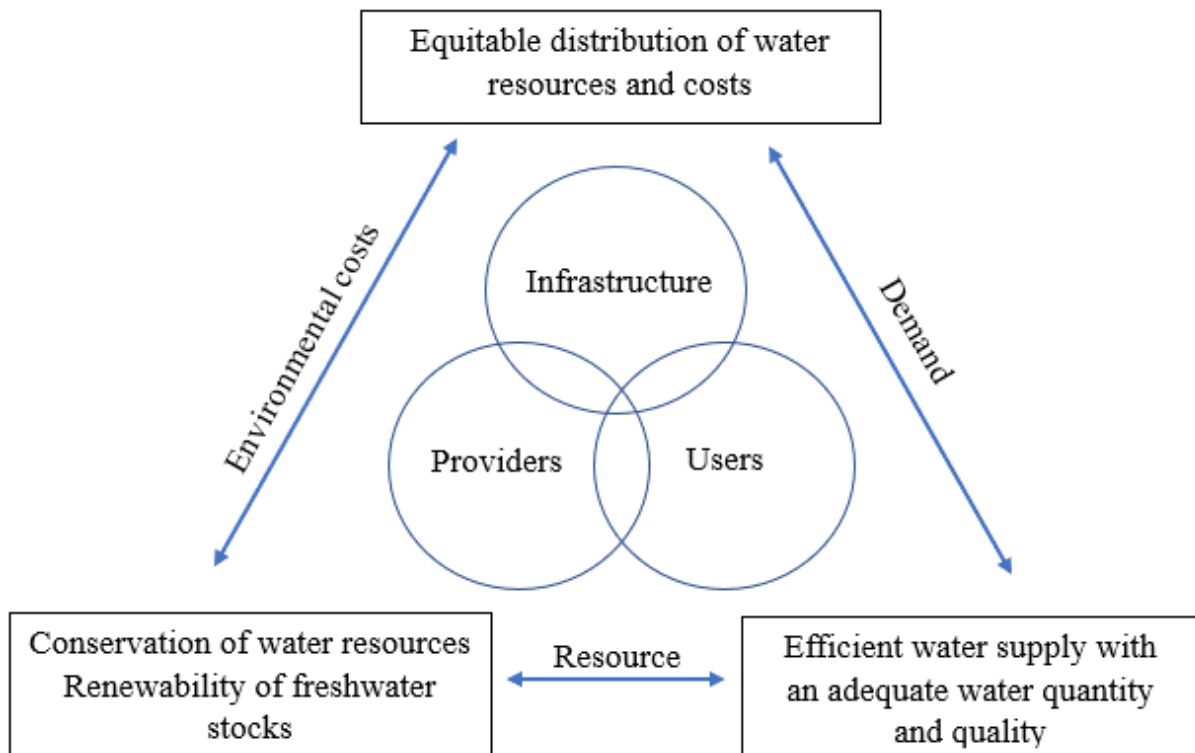 Equitable distribution of water
resources and costs
Environmental costs
Demand
Infrastructure
Providers
Users
Conservation of water resources
Renewability of freshwater
stocks
Resource
Efficient water supply with
an adequate water quantity
and quality